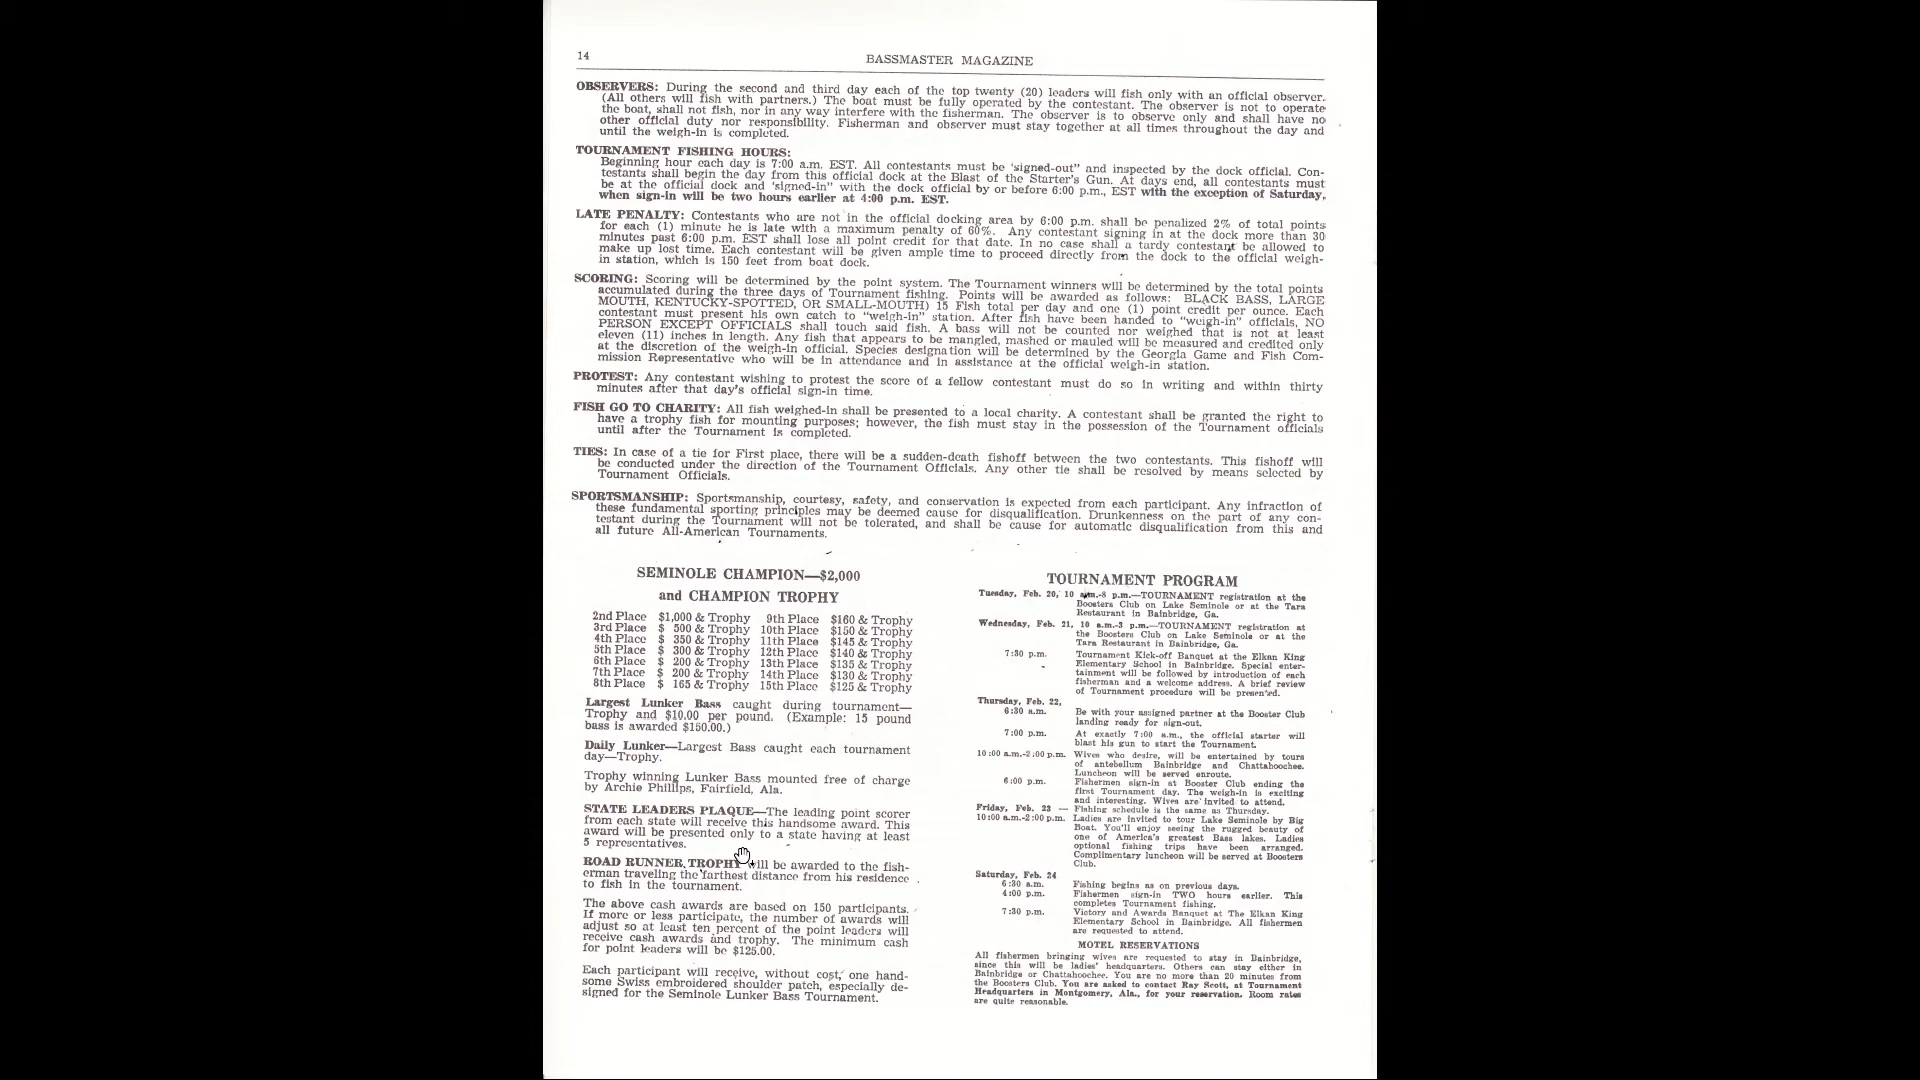 14
BASSMASTER MAGAZINE
OBSERVERS: During the second and third day each of the top twenty (20) leaders will fish only with an official observer.
(All others will fish with partners.) The boat must be fully operated by the contestant. The observer is not to operate
the boat, shall not fish, nor in any way interfere with the fisherman. The observer is to observe only and shall have no
other official duty nor responsibility. Fisherman and observer must stay together at all times throughout the day and
until the weigh-in is completed.
TOURNAMENT FISHING HOURS:
Beginning hour each day is 7:00 a.m. EST. All contestants must be 'signed-out" and inspected by the dock official. Con-
testants shall begin the day from this official dock at the Blast of the Starter's Gun. At days end, all contestants must
be at the official dock and 'signed-in" with the dock official by or before 6:00 p.m., EST with the exception of Saturday,
when sign-in will be two hours earlier at 4:00 p.m. EST.
LATE PENALTY: Contestants who are not in the official docking area by 6:00 p.m. shall be penalized 2% of total points
for each (1) minute he is late with a maximum penalty of 60%. Any contestant signing in at the dock more than 30
minutes past 6:00 p.m. EST shall lose all point credit for that date. In no case shall a tardy contestant be allowed to
make up lost time. Each contestant will be given ample time to proceed directly from the dock to the official weigh-
in station, which is 150 feet from boat dock.
SCORING: Scoring will be determined by the point system. The Tournament winners will be determined by the total points
accumulated during the three days of Tournament fishing. Points will be awarded as follows: BLACK BASS, LARGE
MOUTH, KENTUCKY-SPOTTED, OR SMALL-MOUTH) 15 Fish total per day and one (1) point credit per ounce. Each
contestant must present his own catch to "weigh-in" station. After fish have been handed to "weigh-in" officials, NO
PERSON EXCEPT OFFICIALS shall touch said fish. A bass will not be counted nor weighed that is not at least
eleven (11) inches in length. Any fish that appears to be mangled, mashed or mauled will be measured and credited only
at the discretion of the weigh-in official. Species designation will be determined by the Georgia Game and Fish Com-
mission Representative who will be in attendance and in assistance at the official weigh-in station.
PROTEST: Any contestant wishing to protest the score of a fellow contestant must do so in writing and within thirty
minutes after that day's official sign-in time.
FISH GO TO CHARITY: All fish weighed-in shall be presented to a local charity. A contestant shall be granted the right to
have a trophy fish for mounting purposes; however, the fish must stay in the possession of the Tournament officials
until after the Tournament is completed.
TIES: In case of a tie for First place, there will be a sudden-death fishoff between the two contestants. This fishoff will
be conducted under the direction of the Tournament Officials. Any other tie shall be resolved by means selected by
Tournament Officials.
SPORTSMANSHIP: Sportsmanship, courtesy, safety, and conservation is expected from each participant. Any infraction of
these fundamental sporting principles may be deemed cause for disqualification. Drunkenness on the part of any con-
testant during the Tournament will not be tolerated, and shall be cause for automatic disqualification from this and
all future All-American Tournaments.
SEMINOLE CHAMPION—$2,000
and CHAMPION TROPHY
2nd Place $1,000 & Trophy 9th Place $160 & Trophy
3rd Place $ 500 & Trophy 10th Place $150 & Trophy
4th Place $ 350 & Trophy 11th Place $145 & Trophy
5th Place $ 300 & Trophy 12th Place $140 & Trophy
6th Place $ 200 & Trophy 13th Place $135 & Trophy
7th Place $ 200 & Trophy 14th Place $130 & Trophy
8th Place $ 165 & Trophy 15th Place $125 & Trophy
Largest Lunker Bass caught during tournament—
Trophy and $10.00 per pound. (Example: 15 pound
bass is awarded $150.00.)
Daily Lunker—Largest Bass caught each tournament
day—Trophy.
Trophy winning Lunker Bass mounted free of charge
by Archie Phillips, Fairfield, Ala.
STATE LEADERS PLAQUE—The leading point scorer
from each state will receive this handsome award. This
award will be presented only to a state having at least
5 representatives.
ROAD RUNNER TROPHY will be awarded to the fish-
erman traveling the farthest distance from his residence
to fish in the tournament.
The above cash awards are based on 150 participants.
If more or less participate, the number of awards will
adjust so at least ten percent of the point leaders will
receive cash awards and trophy. The minimum cash
for point leaders will be $125.00.
Each participant will receive, without cost, one hand-
some Swiss embroidered shoulder patch, especially de-
signed for the Seminole Lunker Bass Tournament.
TOURNAMENT PROGRAM
Tuesday, Feb. 20, 10 a.m.-8 p.m.—TOURNAMENT registration at the
Boosters Club on Lake Seminole or at the Tara
Restaurant in Bainbridge, Ga.
Wednesday, Feb. 21, 10 a.m.-3 p.m.—TOURNAMENT registration at
the Boosters Club on Lake Seminole or at the
Tara Restaurant in Bainbridge, Ga.
7:30 p.m. Tournament Kick-off Banquet at the Elkan King
Elementary School in Bainbridge. Special enter-
tainment will be followed by introduction of each
fisherman and a welcome address. A brief review
of Tournament procedure will be presented.
Thursday, Feb. 22,
6:30 a.m. Be with your assigned partner at the Booster Club
landing ready for sign-out.
7:00 p.m. At exactly 7:00 a.m., the official starter will
blast his gun to start the Tournament.
10:00 a.m.-2:00 p.m. Wives who desire, will be entertained by tours
of antebellum Bainbridge and Chattahoochee.
Luncheon will be served enroute.
6:00 p.m. Fishermen sign-in at Booster Club ending the
first Tournament day. The weigh-in is exciting
and interesting. Wives are invited to attend.
Friday, Feb. 23 — Fishing schedule is the same as Thursday.
10:00 a.m.-2:00 p.m. Ladies are invited to tour Lake Seminole by Big
Boat. You'll enjoy seeing the rugged beauty of
one of America's greatest Bass lakes. Ladies
optional fishing trips have been arranged.
Complimentary luncheon will be served at Boosters
Club.
Saturday, Feb. 24
6:30 a.m. Fishing begins as on previous days.
4:00 p.m. Fishermen sign-in TWO hours earlier. This
completes Tournament fishing.
7:30 p.m. Victory and Awards Banquet at The Elkan King
Elementary School in Bainbridge. All fishermen
are requested to attend.
MOTEL RESERVATIONS
All fishermen bringing wives are requested to stay in Bainbridge,
since this will be ladies' headquarters. Others can stay either in
Bainbridge or Chattahoochee. You are no more than 20 minutes from
the Boosters Club. You are asked to contact Ray Scott, at Tournament
Headquarters in Montgomery, Ala., for your reservation. Room rates
are quite reasonable.